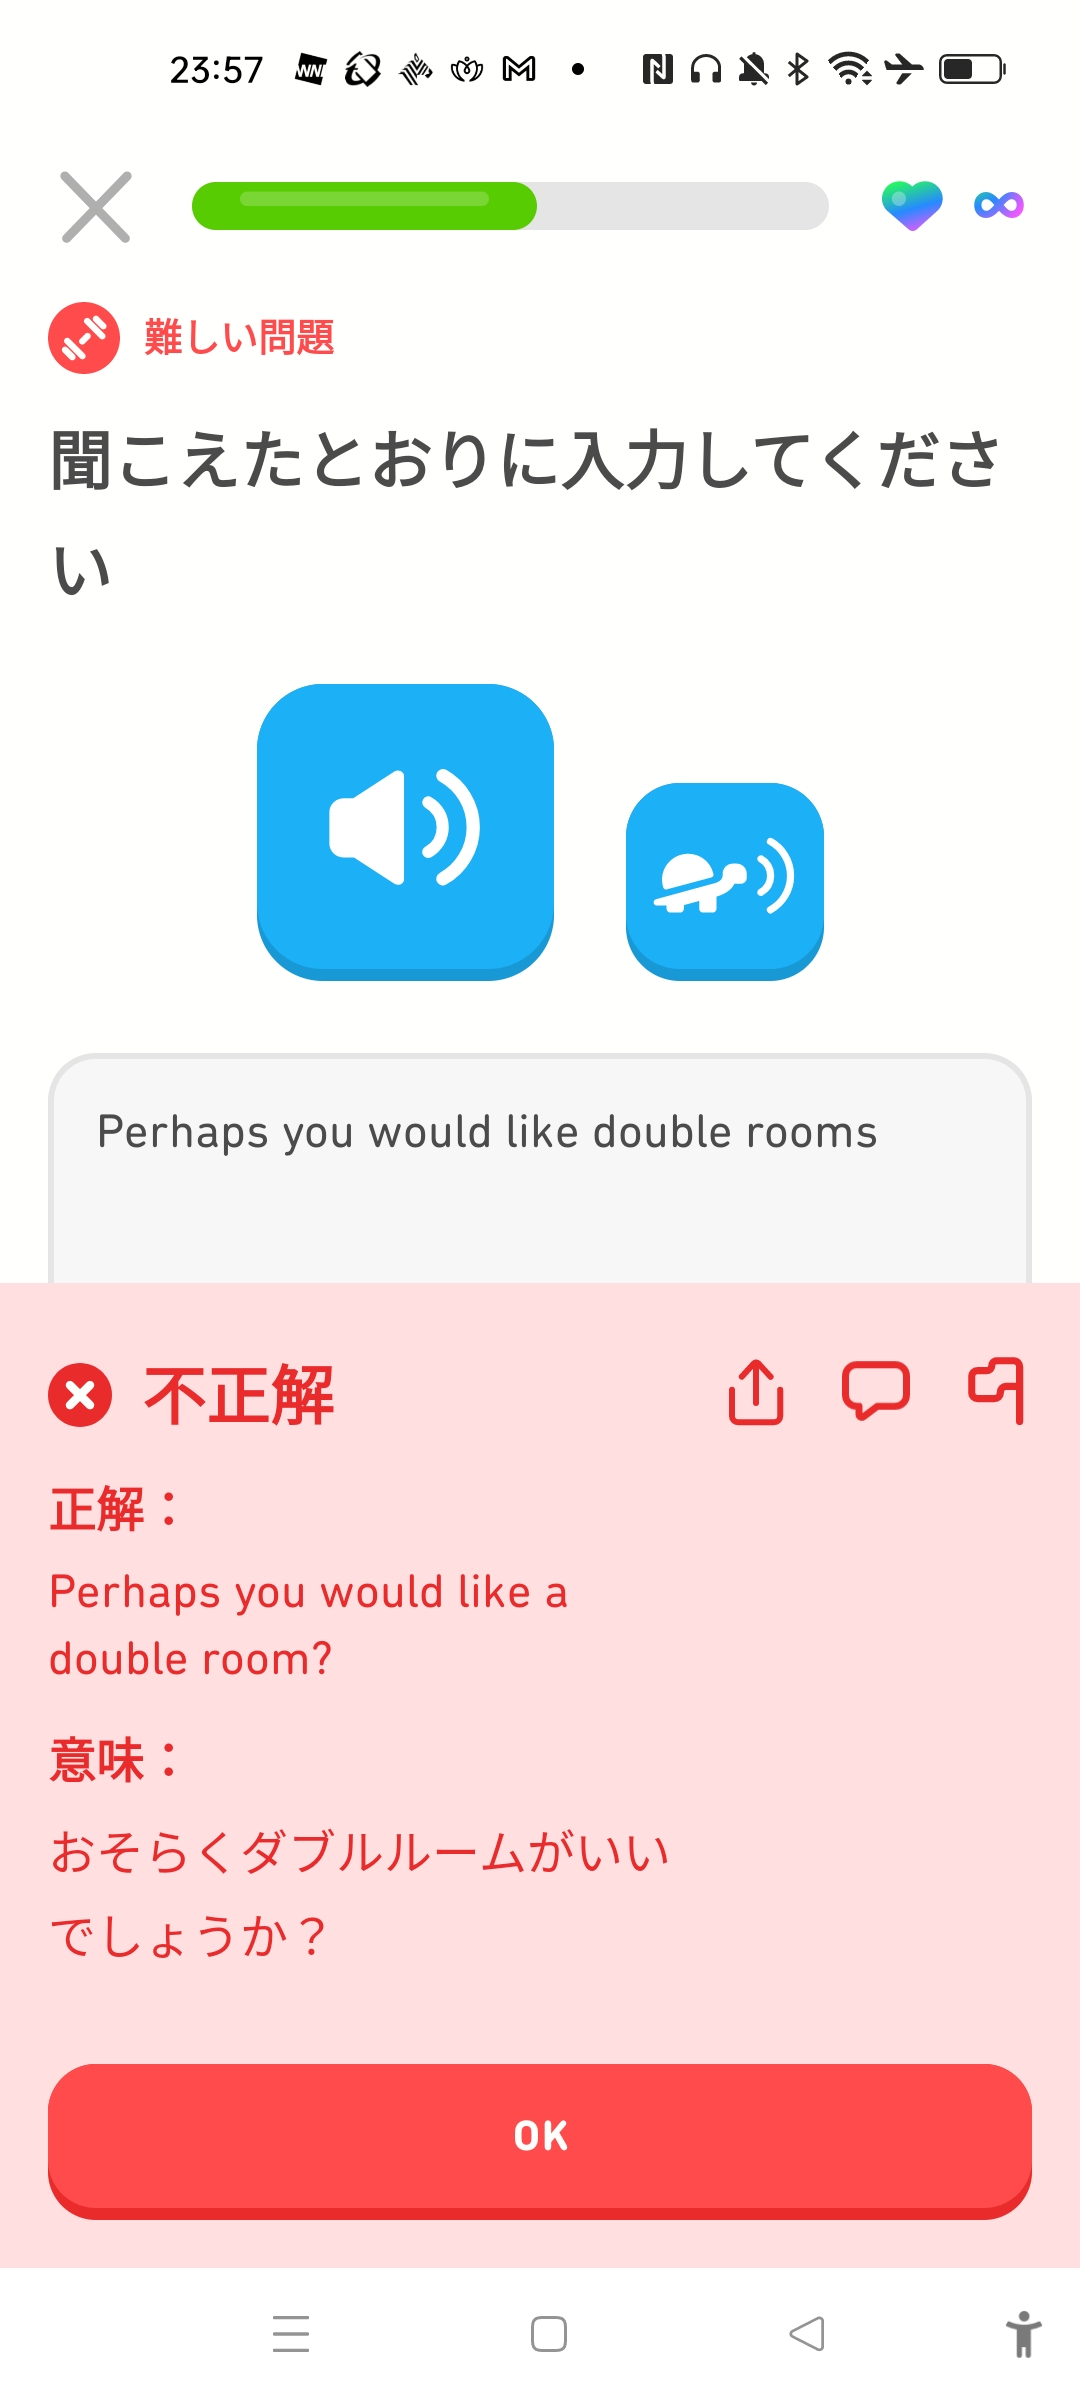 23:57
難しい問題
聞こえたとおりに入力してくださ
い
Perhaps you would like double rooms
不正解
正解：
Perhaps you would like a
double room?
意味：
おそらくダブルルームがいい
でしょうか？
OK